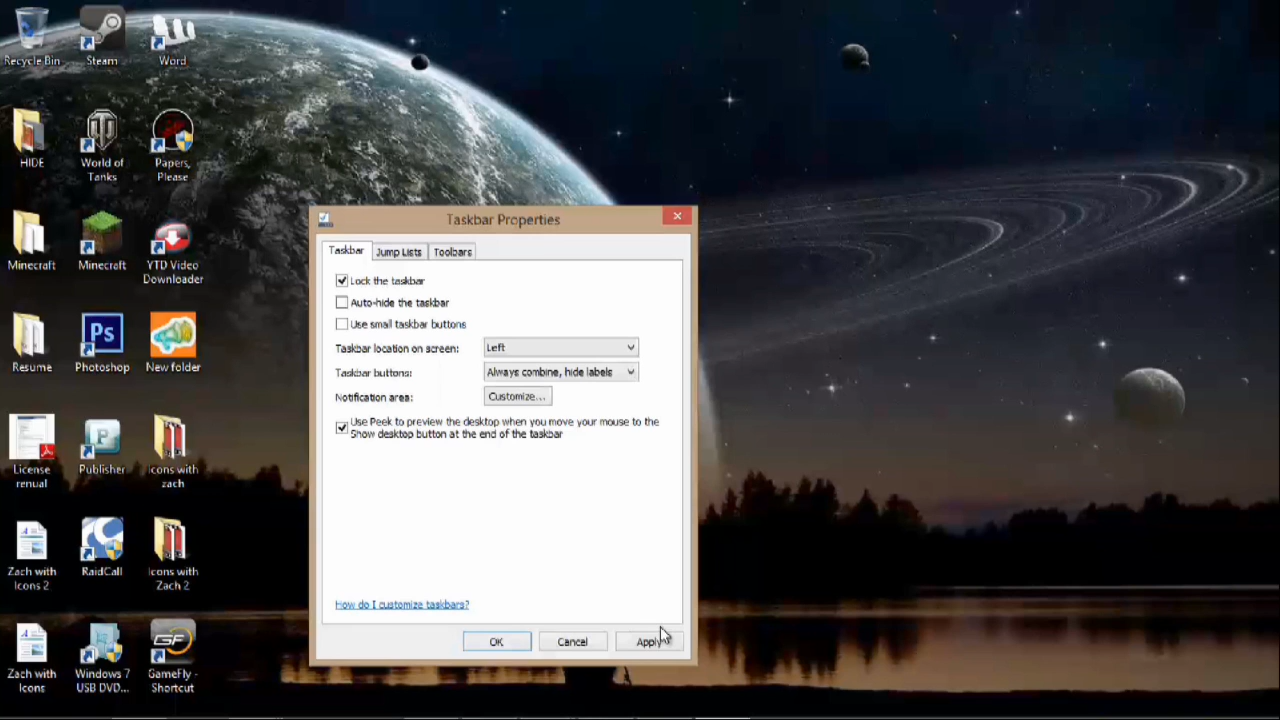 Recycle Bin
Steam
Word
HIDE
World of
Tanks
Papers,
Please
Minecraft
Minecraft
YTD Video
Downloader
Resume
Ps
Photoshop
New folder
License
renual
Publisher
Icons with
zach
Zach with
Icons 2
RaidCall
Icons with
Zach 2
Zach with
Icons
Windows 7
USB DVD...
GF
GameFly -
Shortcut
Taskbar Properties
Taskbar
Jump Lists
Toolbars
Lock the taskbar
Auto-hide the taskbar
Use small taskbar buttons
Taskbar location on screen:
Left
Taskbar buttons:
Always combine, hide labels
Notification area:
Customize...
Use Peek to preview the desktop when you move your mouse to the
Show desktop button at the end of the taskbar
How do I customize taskbars?
OK
Cancel
Apply